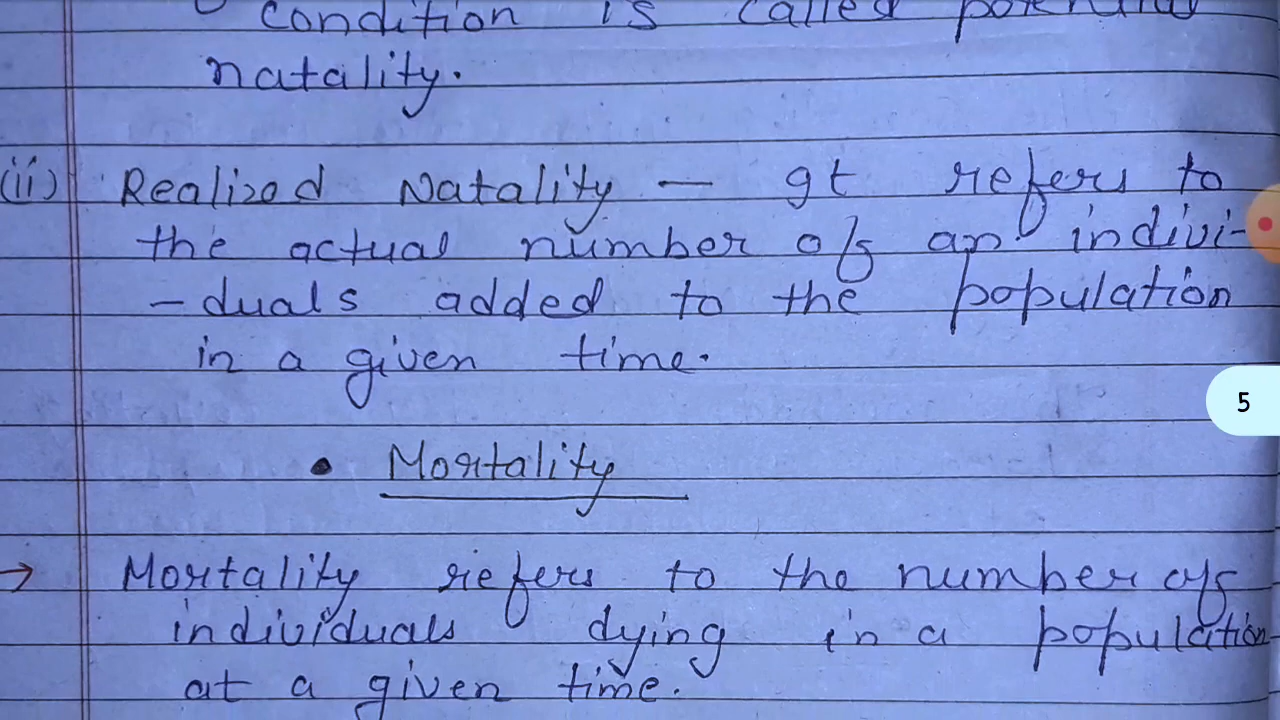 condition is called potential
natality.
(ii) Realized Natality — It refers to
the actual number of an indivi-
-duals added to the population
in a given time.
5
• Mortality
→ Mortality refers to the number of
individuals dying in a population
at a given time.